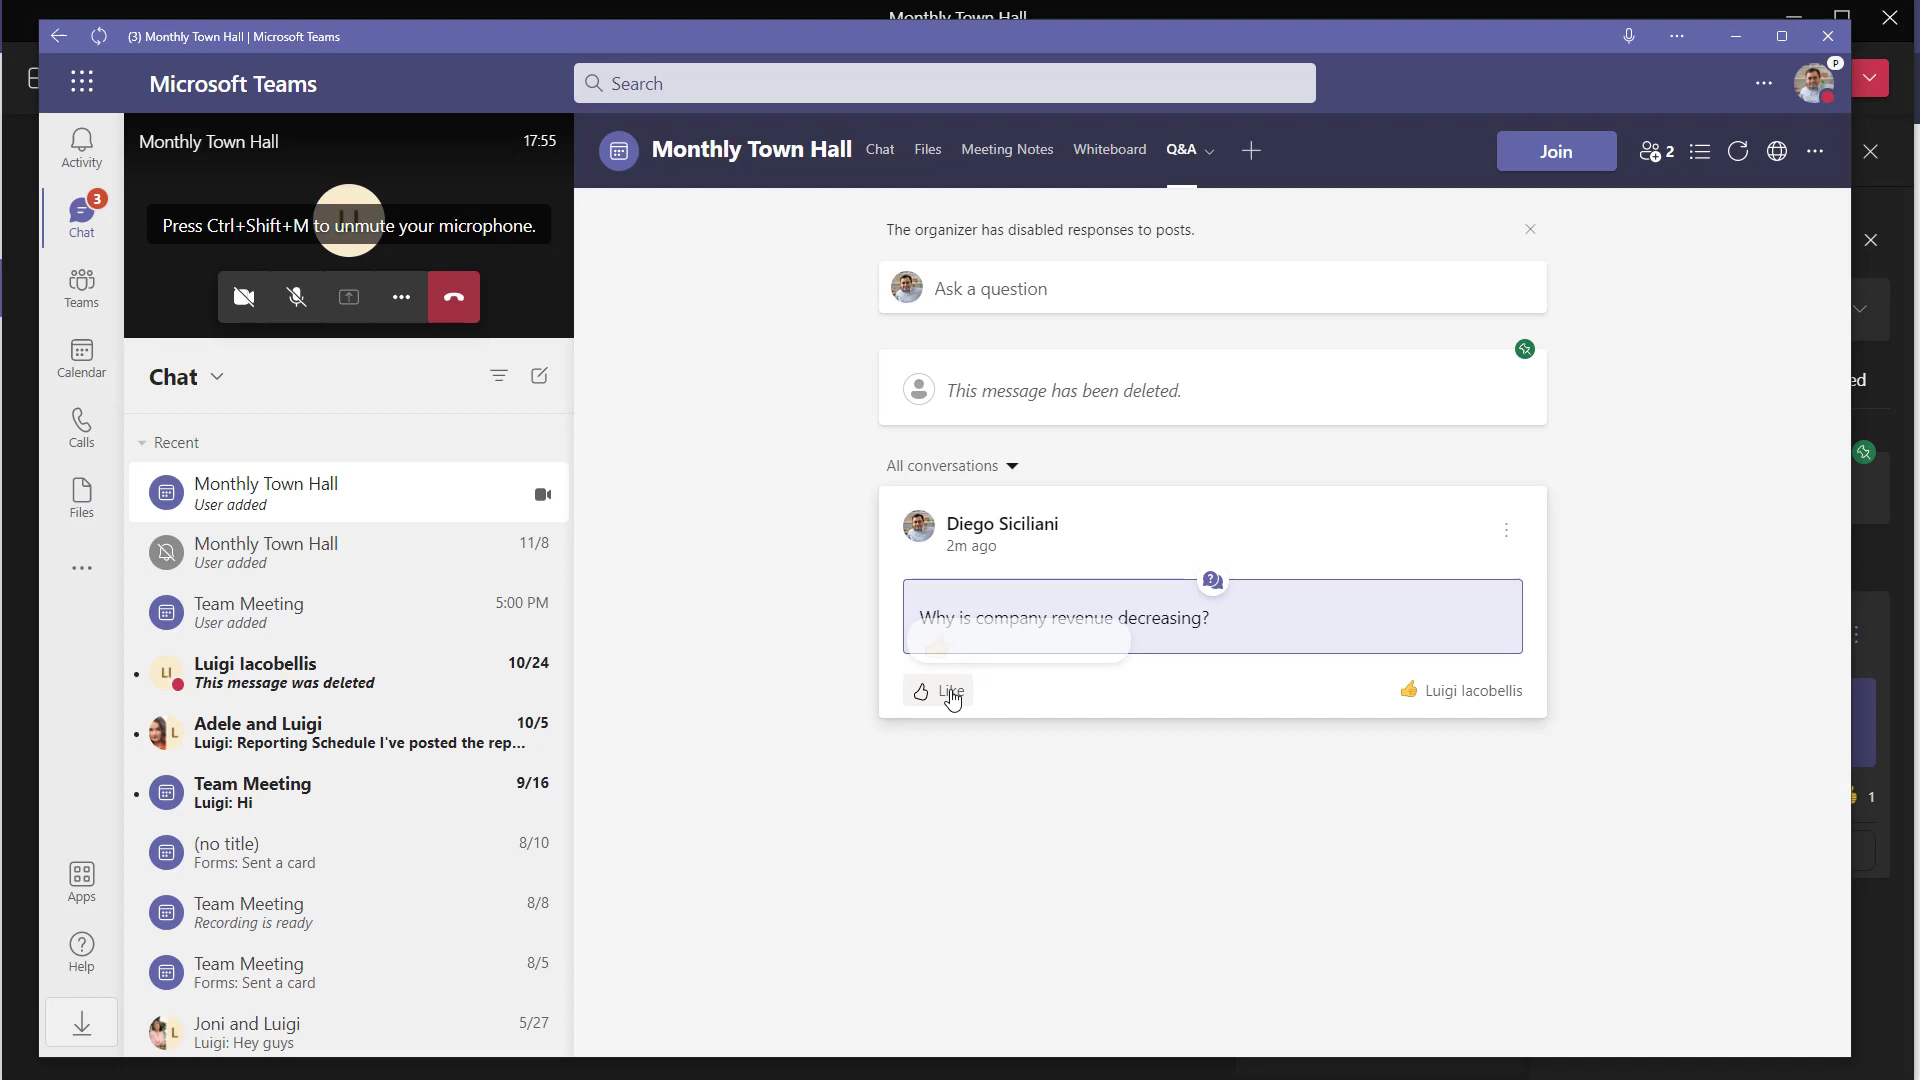 Monthly Town Hall
(3) Monthly Town Hall | Microsoft Teams
Microsoft Teams
Search
P
Activity
3
Chat
Teams
Calendar
Calls
Files
Apps
Help
Monthly Town Hall
17:55
Press Ctrl+Shift+M to unmute your microphone.
Chat
Recent
Monthly Town Hall
User added
Monthly Town Hall
11/8
User added
Team Meeting
5:00 PM
User added
LI
Luigi Iacobellis
10/24
This message was deleted
L
Adele and Luigi
10/5
Luigi: Reporting Schedule I've posted the rep...
Team Meeting
9/16
Luigi: Hi
(no title)
8/10
Forms: Sent a card
Team Meeting
8/8
Recording is ready
Team Meeting
8/5
Forms: Sent a card
L
Joni and Luigi
5/27
Luigi: Hey guys
Monthly Town Hall
Chat
Files
Meeting Notes
Whiteboard
Q&A
Join
2
The organizer has disabled responses to posts.
Ask a question
This message has been deleted.
All conversations
Diego Siciliani
2m ago
Why is company revenue decreasing?
Like
Luigi Iacobellis
ed
1